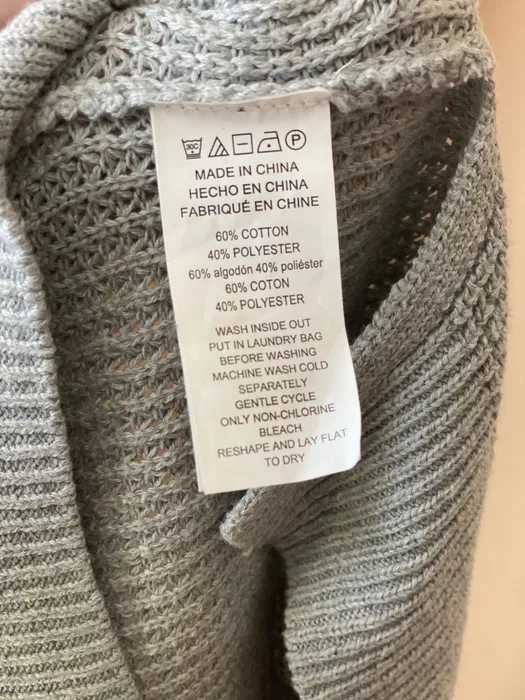 30C P
MADE IN CHINA
HECHO EN CHINA
FABRIQUÉ EN CHINE
60% COTTON
40% POLYESTER
60% algodón 40% poliéster
60% COTON
40% POLYESTER
WASH INSIDE OUT
PUT IN LAUNDRY BAG
BEFORE WASHING
MACHINE WASH COLD
SEPARATELY
GENTLE CYCLE
ONLY NON-CHLORINE
BLEACH
RESHAPE AND LAY FLAT
TO DRY